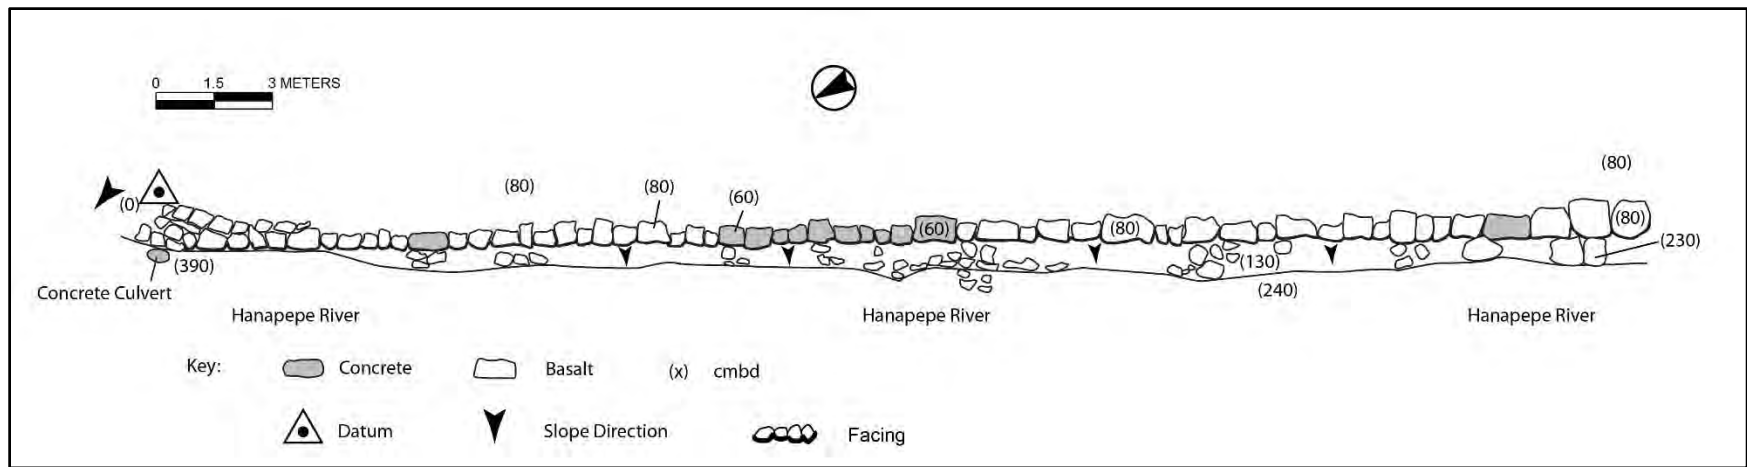 0 1.5 3 METERS
(80)
(80) (80) (60)
(0)
(60) (80) (80)
(230)
(390) (130)
Concrete Culvert (240)
Hanapepe River Hanapepe River Hanapepe River
Key: Concrete Basalt (x) cmbd
Datum Slope Direction Facing